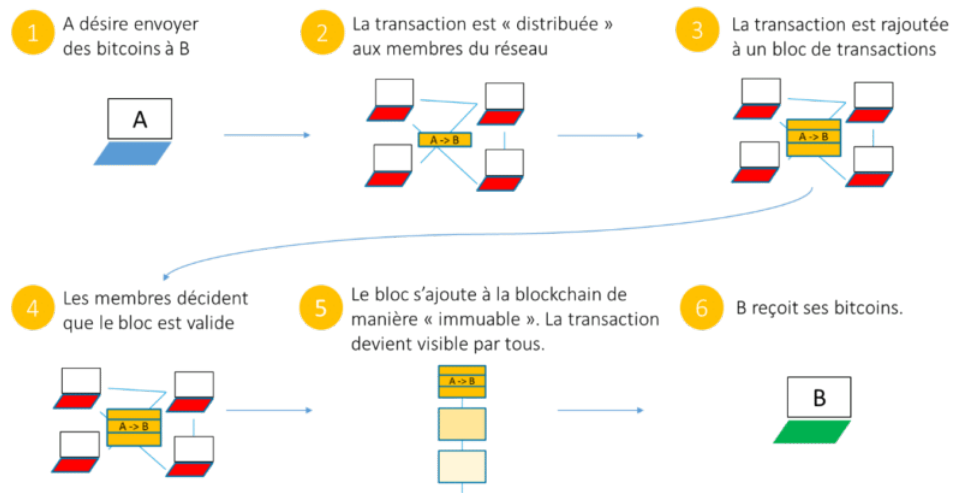 1
A désire envoyer
des bitcoins à B
2
La transaction est « distribuée »
aux membres du réseau
3
La transaction est rajoutée
à un bloc de transactions
A
A -> B
A -> B
4
Les membres décident
que le bloc est valide
5
Le bloc s’ajoute à la blockchain de
manière « immuable ». La transaction
devient visible par tous.
6
B reçoit ses bitcoins.
A -> B
A -> B
B